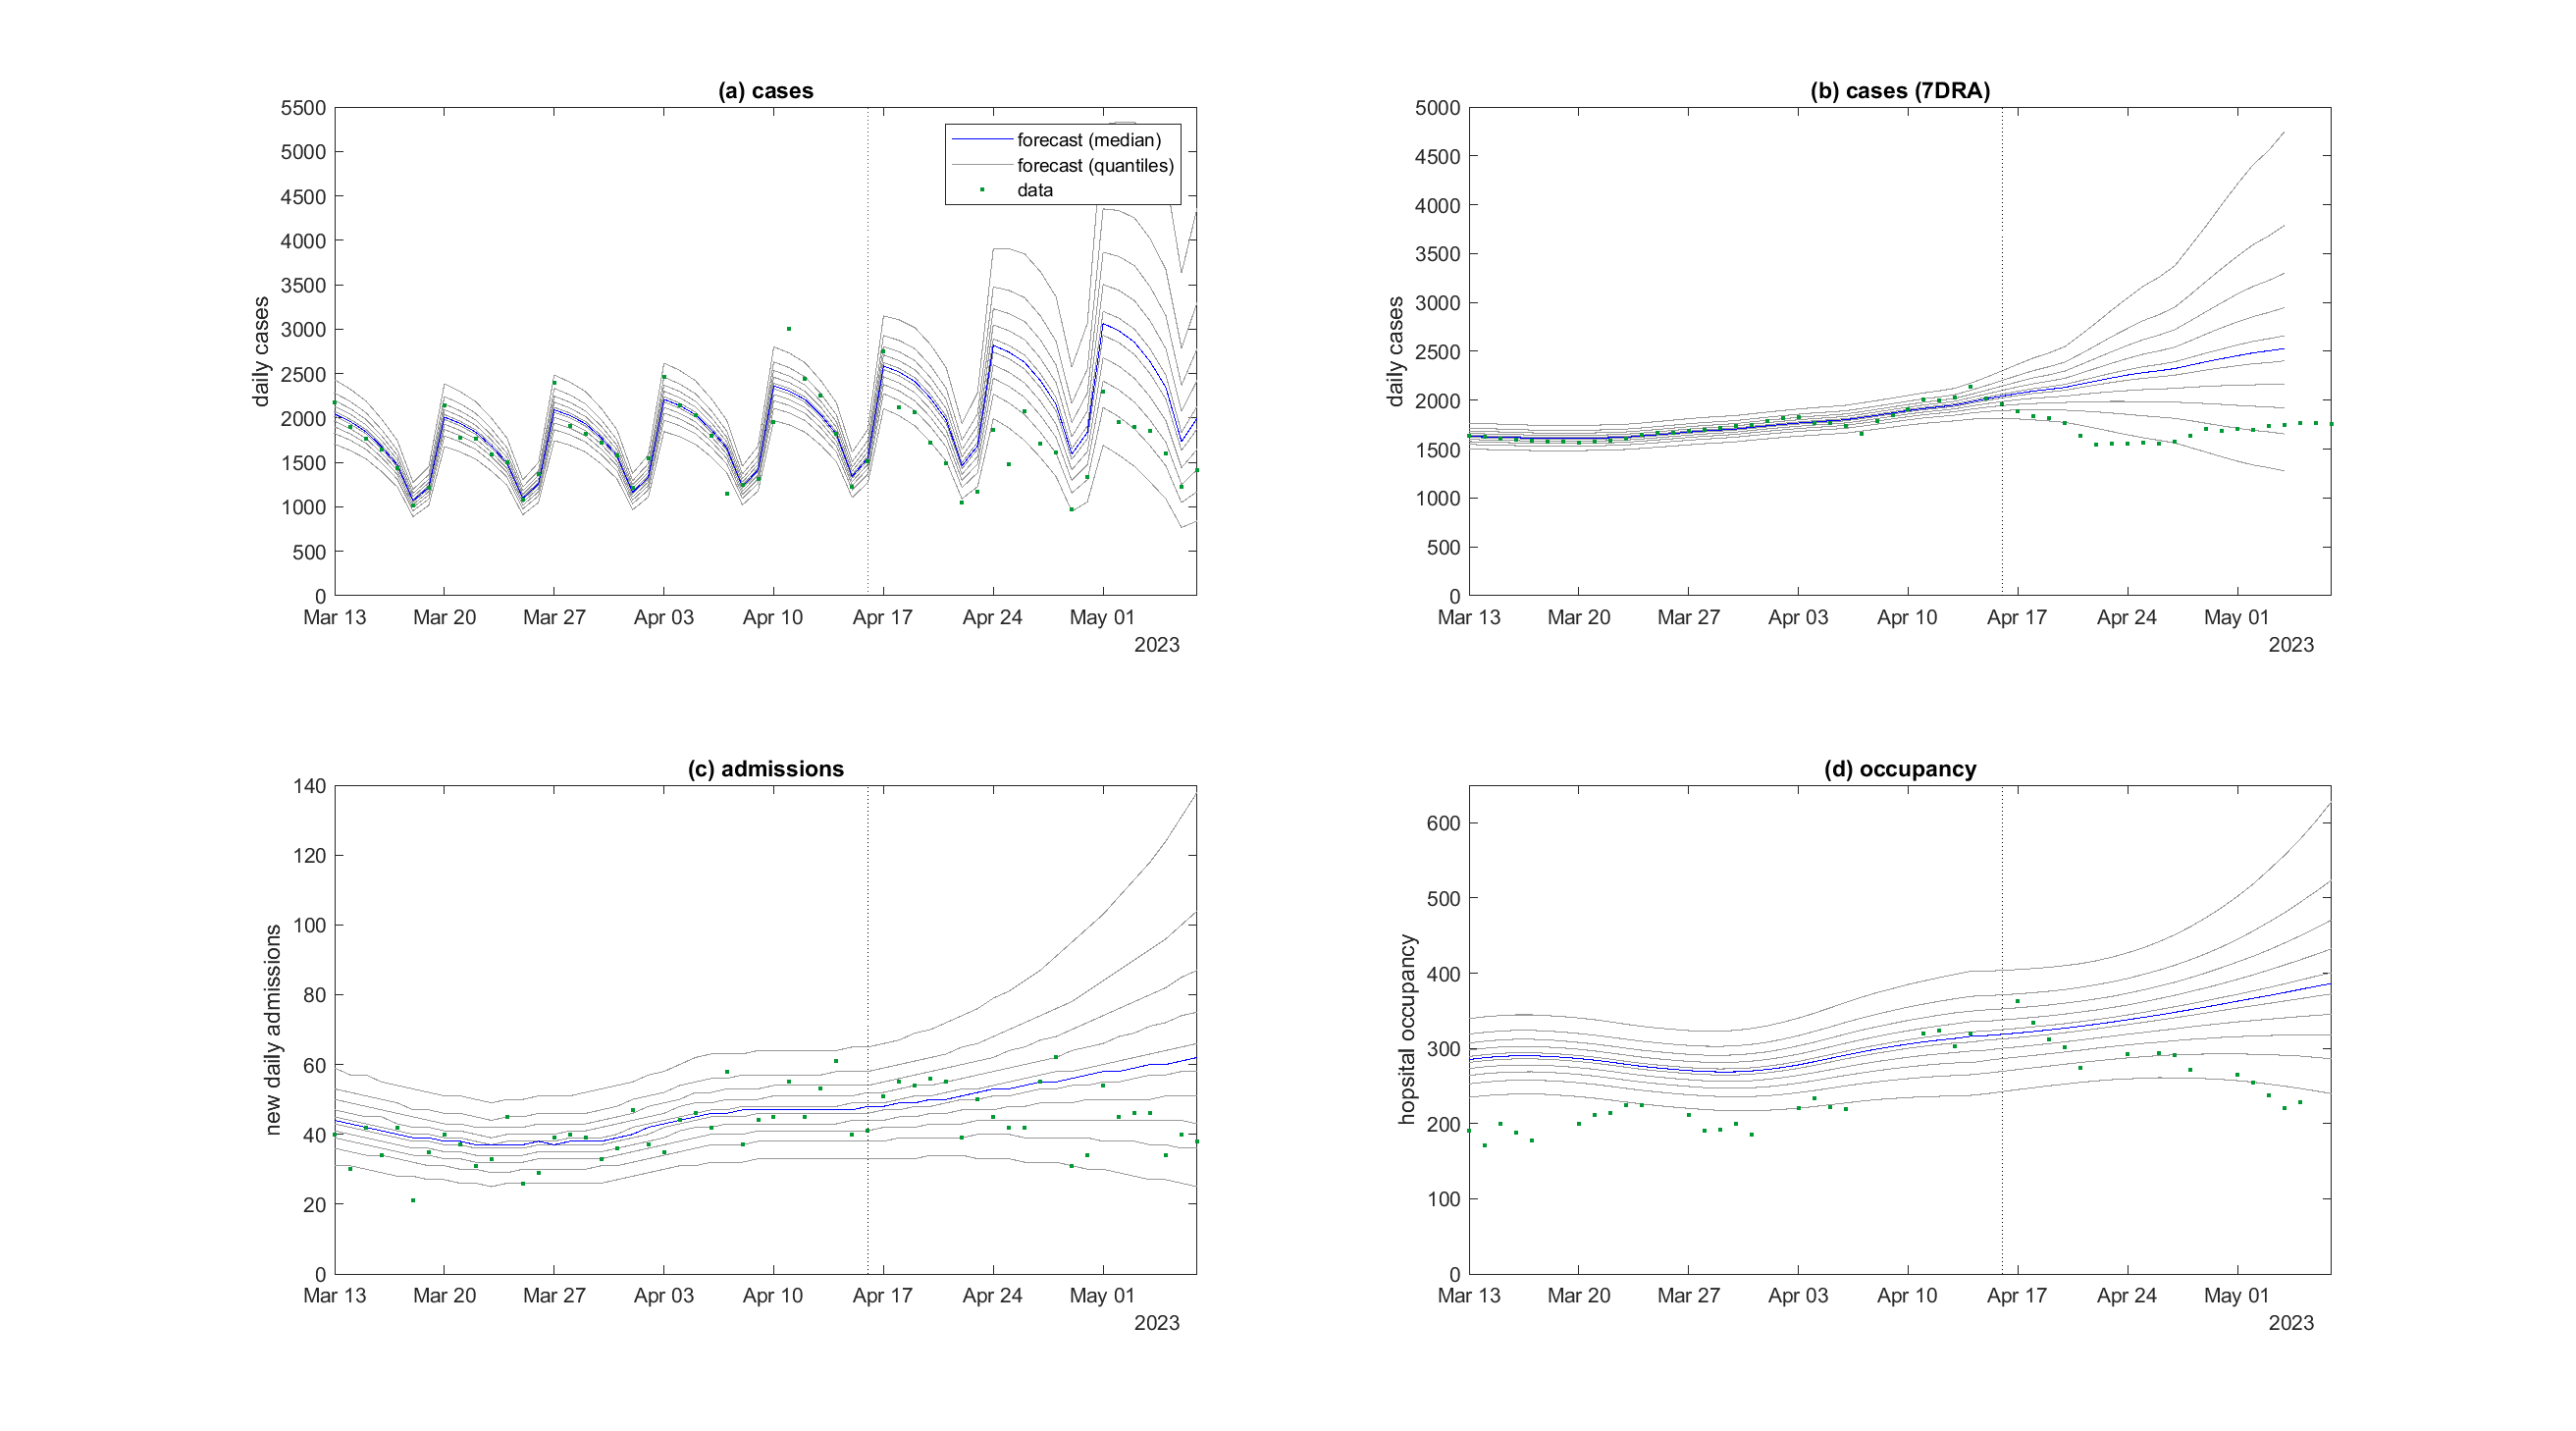 (a) cases
5500
5000
4500
4000
3500
3000
2500
2000
1500
1000
500
0
daily cases
forecast (median)
forecast (quantiles)
data
Mar 13 Mar 20 Mar 27 Apr 03 Apr 10 Apr 17 Apr 24 May 01
2023
(b) cases (7DRA)
5000
4500
4000
3500
3000
2500
2000
1500
1000
500
0
daily cases
Mar 13 Mar 20 Mar 27 Apr 03 Apr 10 Apr 17 Apr 24 May 01
2023
(c) admissions
140
120
100
80
60
40
20
0
new daily admissions
Mar 13 Mar 20 Mar 27 Apr 03 Apr 10 Apr 17 Apr 24 May 01
2023
(d) occupancy
600
500
400
300
200
100
0
hopsital occupancy
Mar 13 Mar 20 Mar 27 Apr 03 Apr 10 Apr 17 Apr 24 May 01
2023